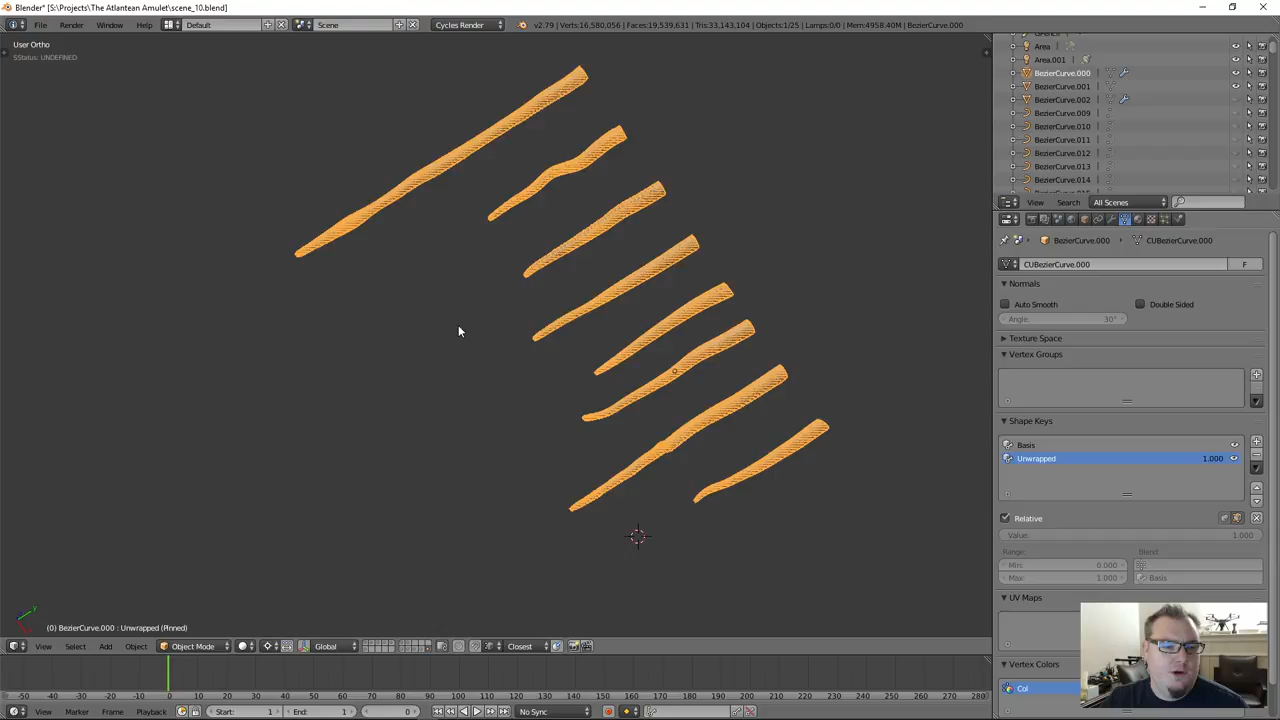 Blender* [S:\Projects\The Atlantean Amulet\scene_10.blend]
File Render Window Help Default Scene Cycles Render v2.79 | Verts:16,580,056 | Faces:19,539,631 | Tris:33,143,104 | Objects:1/25 | Lamps:0/0 | Mem:4958.40M | BezierCurve.000
User Ortho
SStatus: UNDEFINED
Area
Area.001
BezierCurve.000
BezierCurve.001
BezierCurve.002
BezierCurve.009
BezierCurve.010
BezierCurve.011
BezierCurve.012
BezierCurve.013
BezierCurve.014
View Search All Scenes
BezierCurve.000 CUBezierCurve.000
CUBezierCurve.000 F
Normals
Auto Smooth Double Sided
Angle: 30°
Texture Space
Vertex Groups
Shape Keys
Basis
Unwrapped 1.000
Relative
Value: 1.000
Range: Blend:
Min: 0.000
Max: 1.000 Basis
UV Maps
Vertex Colors
Col
(0) BezierCurve.000 : Unwrapped (Pinned)
View Select Add Object Object Mode Global Closest
-50 -40 -30 -20 -10 0 10 20 30 40 50 60 70 80 90 100 110 120 130 140 150 160 170 180 190 200 210 220 230 240 250 260 270 280
View Marker Frame Playback Start: 1 End: 1 0 No Sync